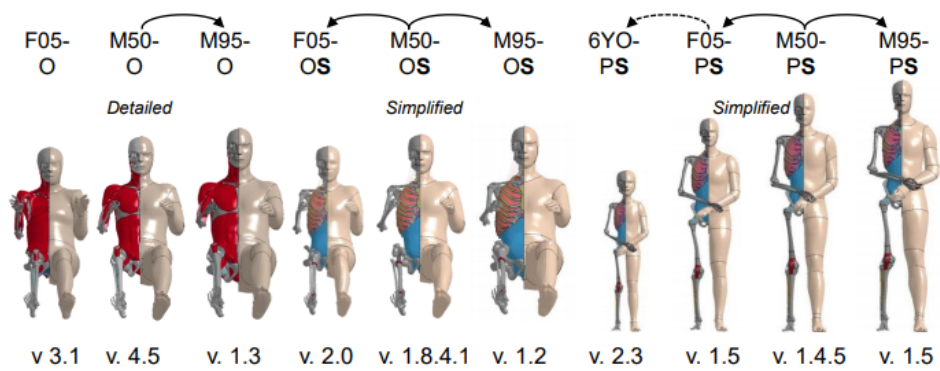 F05- M50- M95- F05- M50- M95- 6YO- F05- M50- M95-
O O O OS OS OS PS PS PS PS
Detailed Simplified Simplified
v 3.1 v. 4.5 v. 1.3 v. 2.0 v. 1.8.4.1 v. 1.2 v. 2.3 v. 1.5 v. 1.4.5 v. 1.5